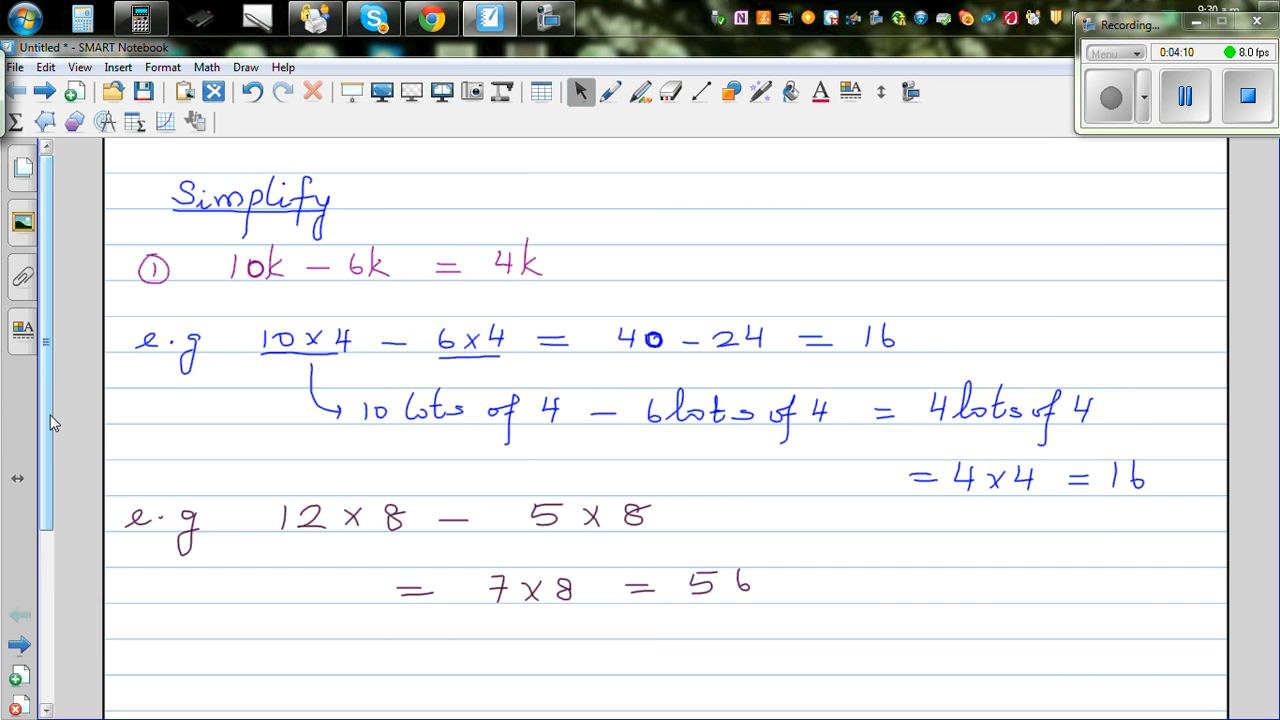 9:30 a.m.
Recording...
Untitled * - SMART Notebook
Menu 0:04:10 8.0 fps
File Edit View Insert Format Math Draw Help
Simplify
① 10k - 6k = 4k
e.g 10 × 4 - 6 × 4 = 40 - 24 = 16
10 lots of 4 - 6 lots of 4 = 4 lots of 4
= 4 × 4 = 16
e.g 12 × 8 - 5 × 8
= 7 × 8 = 56